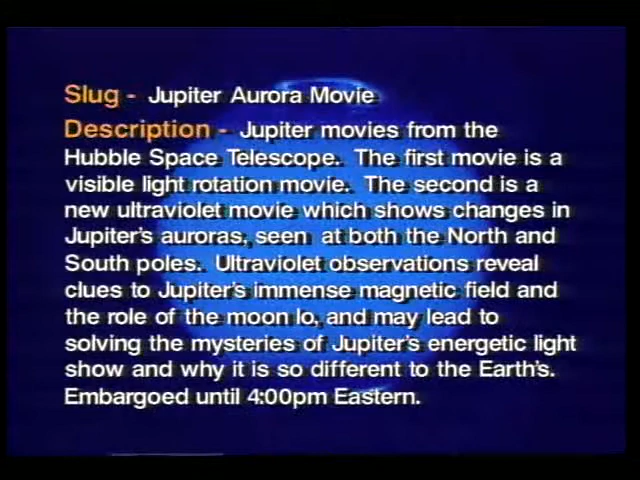 Slug - Jupiter Aurora Movie
Description - Jupiter movies from the
Hubble Space Telescope. The first movie is a
visible light rotation movie. The second is a
new ultraviolet movie which shows changes in
Jupiter's auroras, seen at both the North and
South poles. Ultraviolet observations reveal
clues to Jupiter's immense magnetic field and
the role of the moon Io, and may lead to
solving the mysteries of Jupiter's energetic light
show and why it is so different to the Earth's.
Embargoed until 4:00pm Eastern.